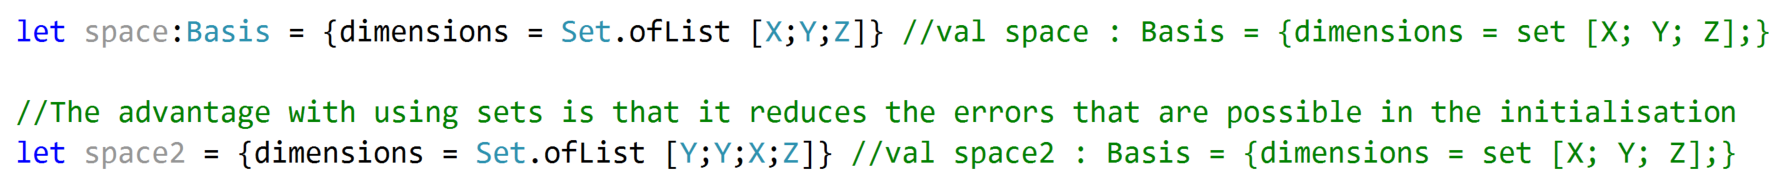 let space:Basis = {dimensions = Set.ofList [X;Y;Z]} //val space : Basis = {dimensions = set [X; Y; Z];}
//The advantage with using sets is that it reduces the errors that are possible in the initialisation
let space2 = {dimensions = Set.ofList [Y;Y;X;Z]} //val space2 : Basis = {dimensions = set [X; Y; Z];}